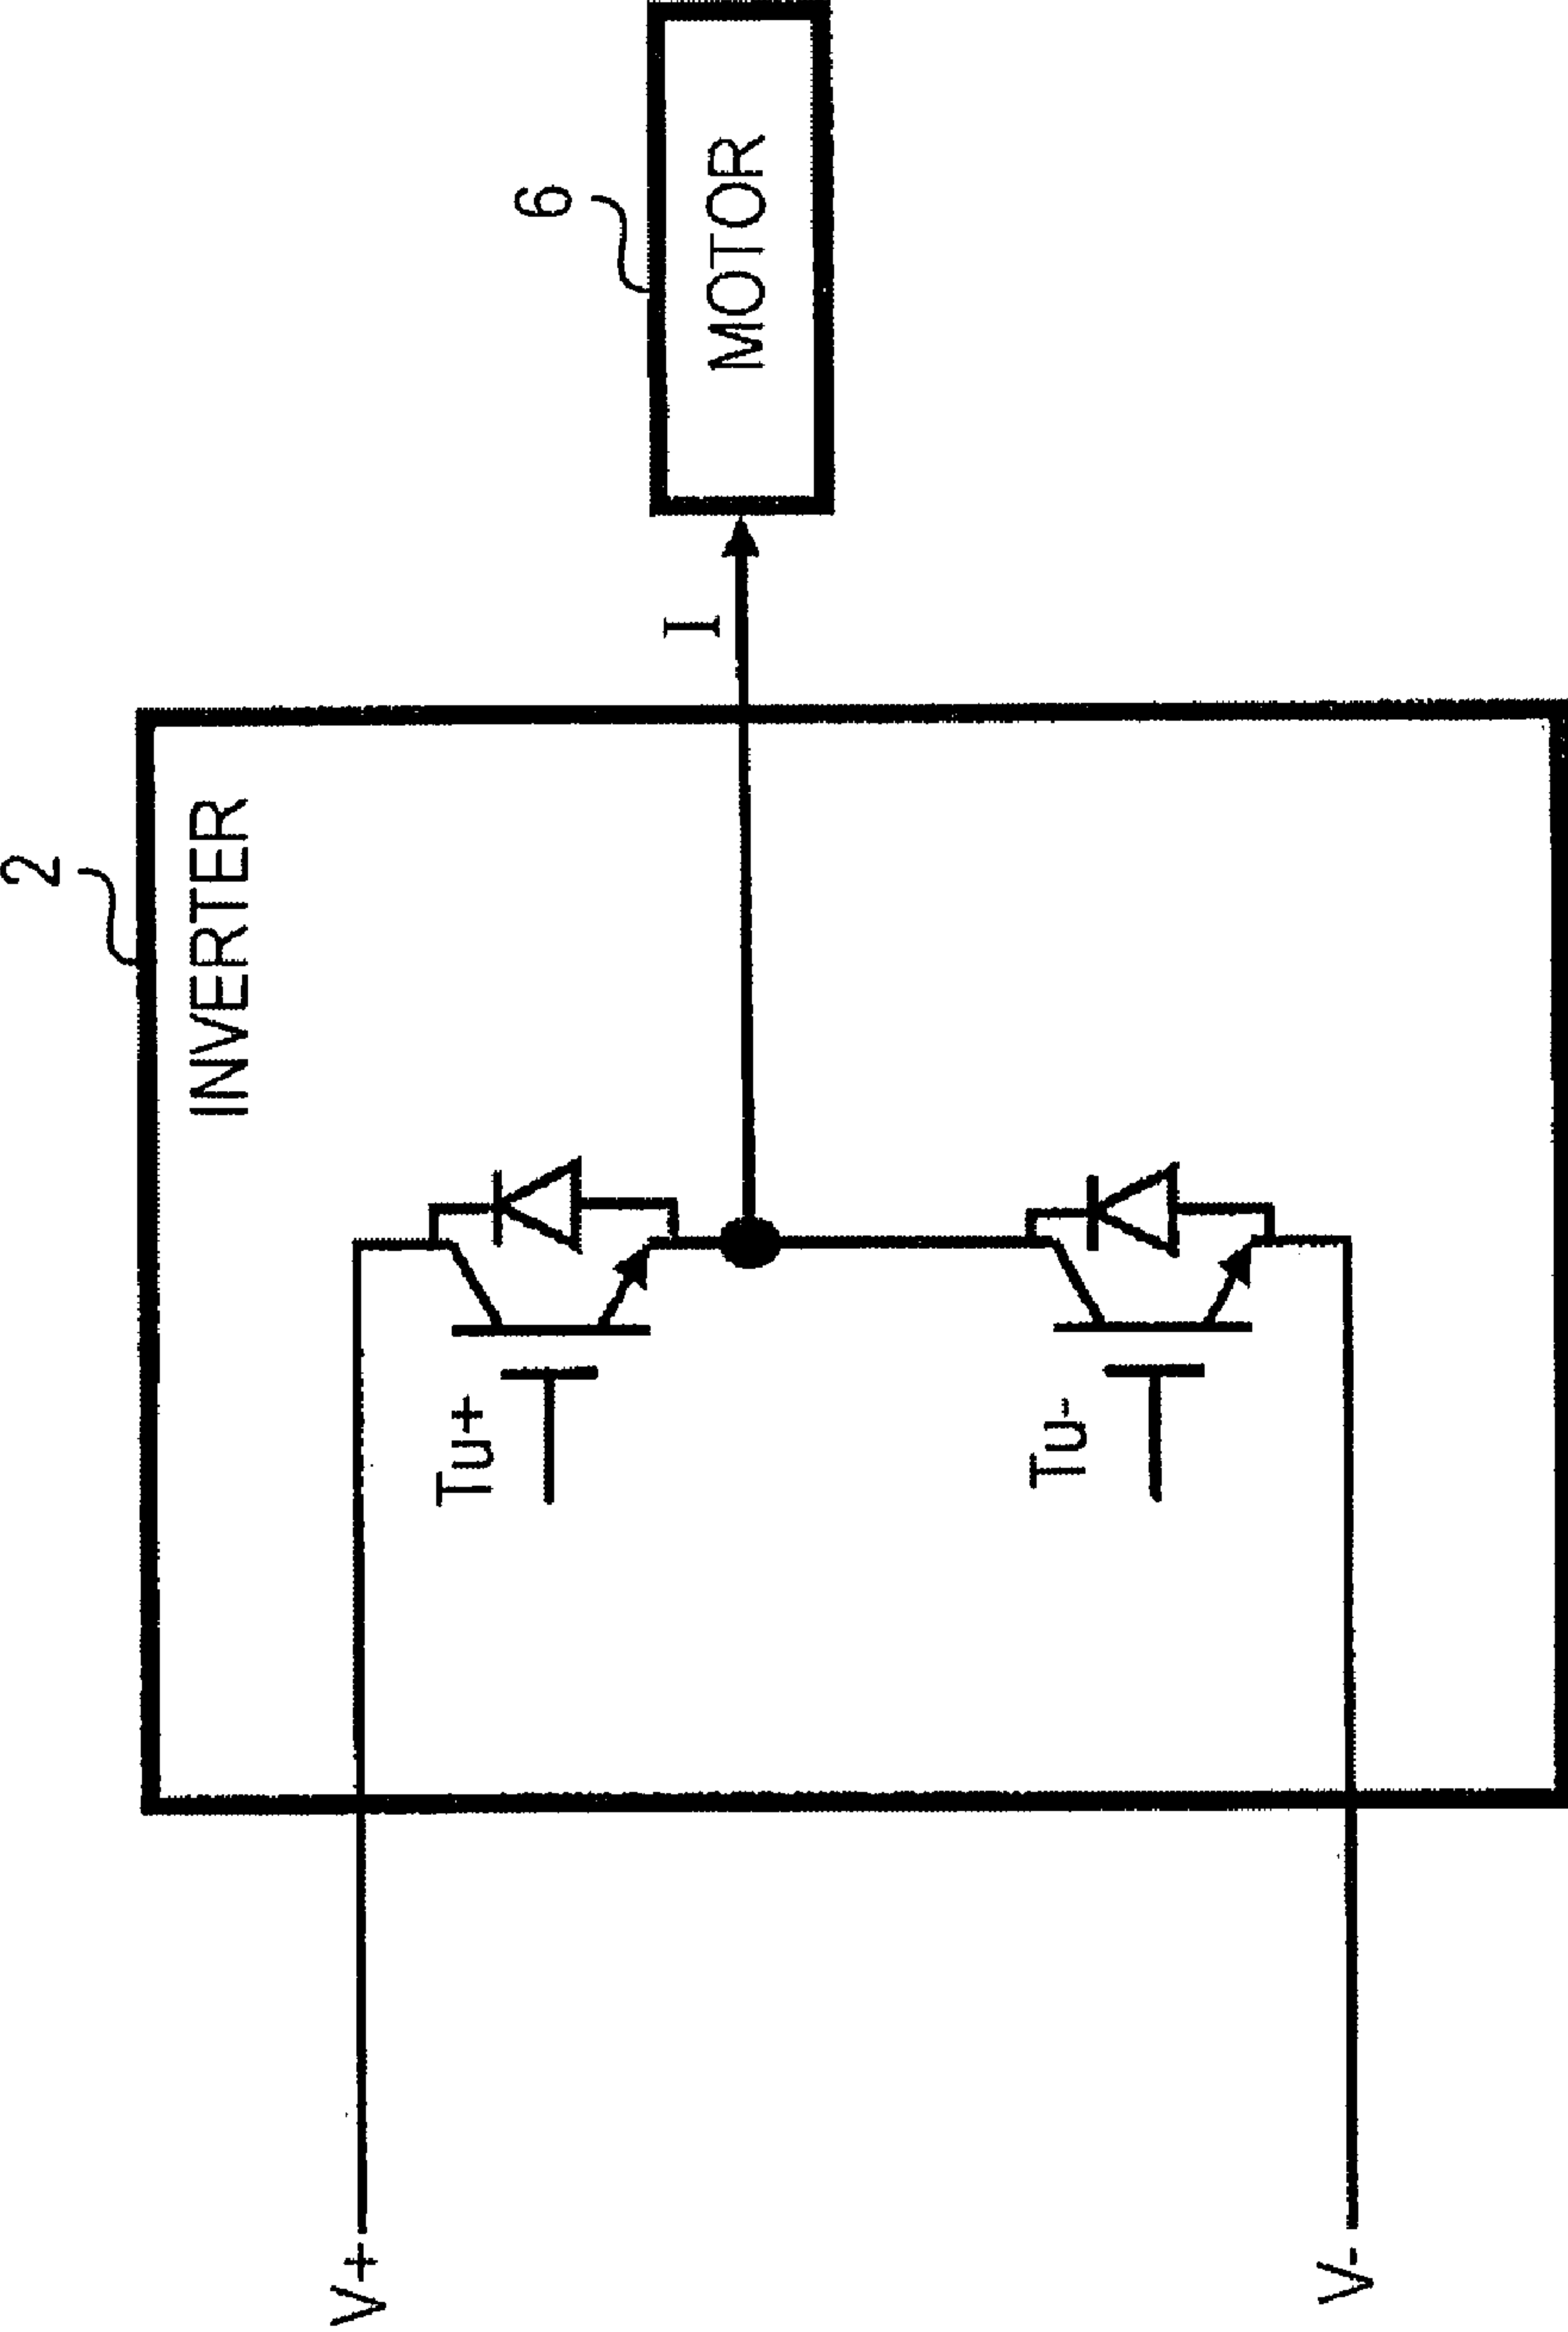 2
INVERTER
6
V+
Tu+
I
MOTOR
Tu-
V-